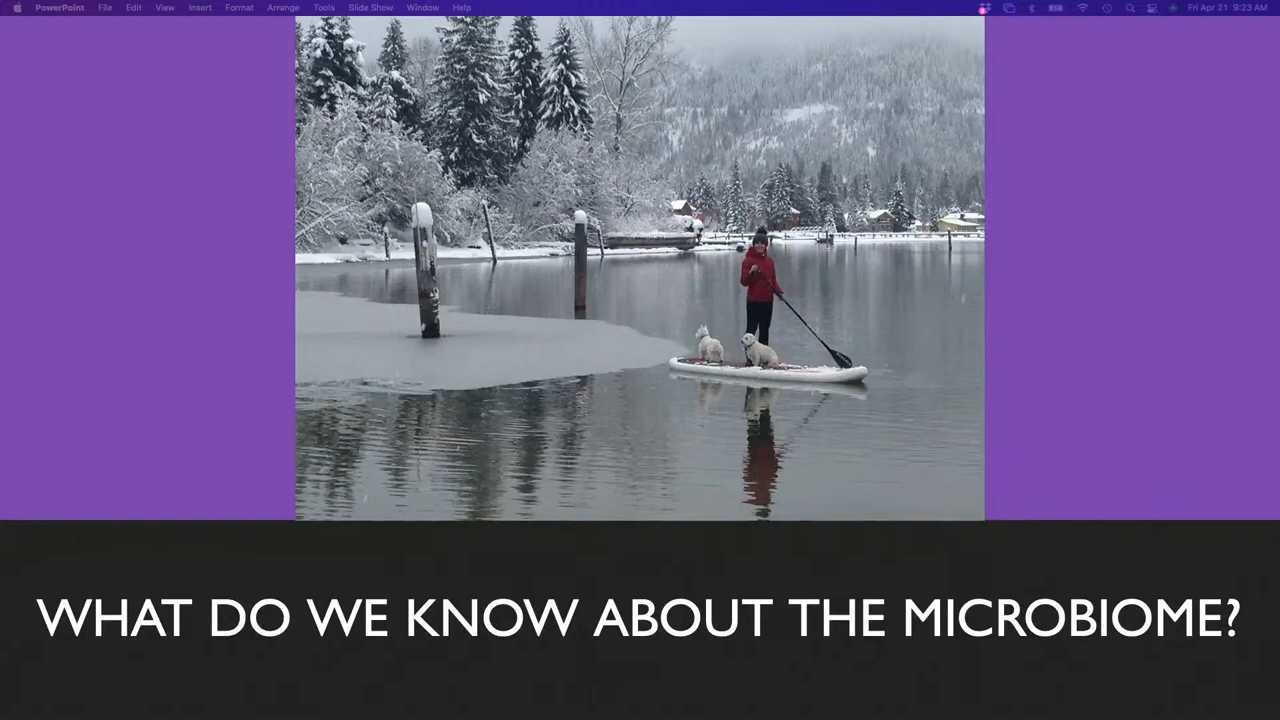 PowerPoint File Edit View Insert Format Arrange Tools Slide Show Window Help Fri Apr 21 9:23 AM
WHAT DO WE KNOW ABOUT THE MICROBIOME?